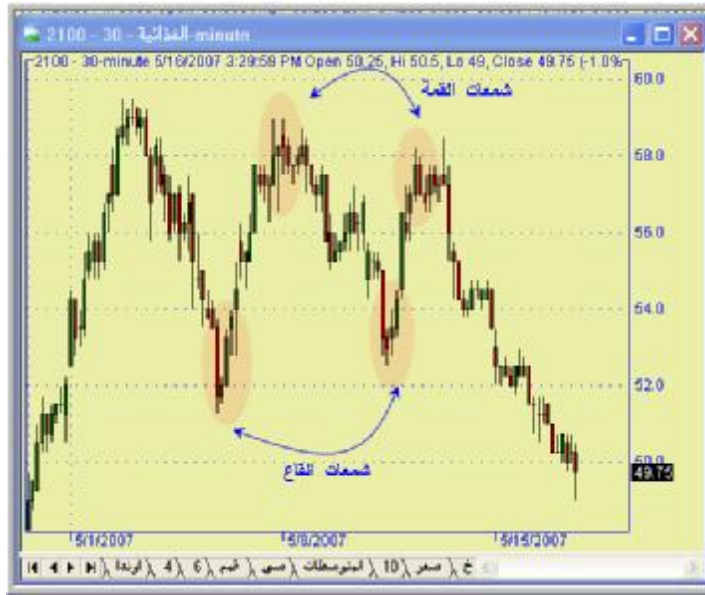 2100 - 30 - الغذائية-minute
2100 - 30-minute 5/16/2007 3:29:59 PM Open 50.25, Hi 50.5, Lo 49, Close 49.75 (-1.0%
60.0
شمعات القمة
58.0
56.0
54.0
52.0
شمعات القاع
50.0
49.75
5/1/2007 5/8/2007 5/15/2007
خ سعر 10 المتوسطات 6 4